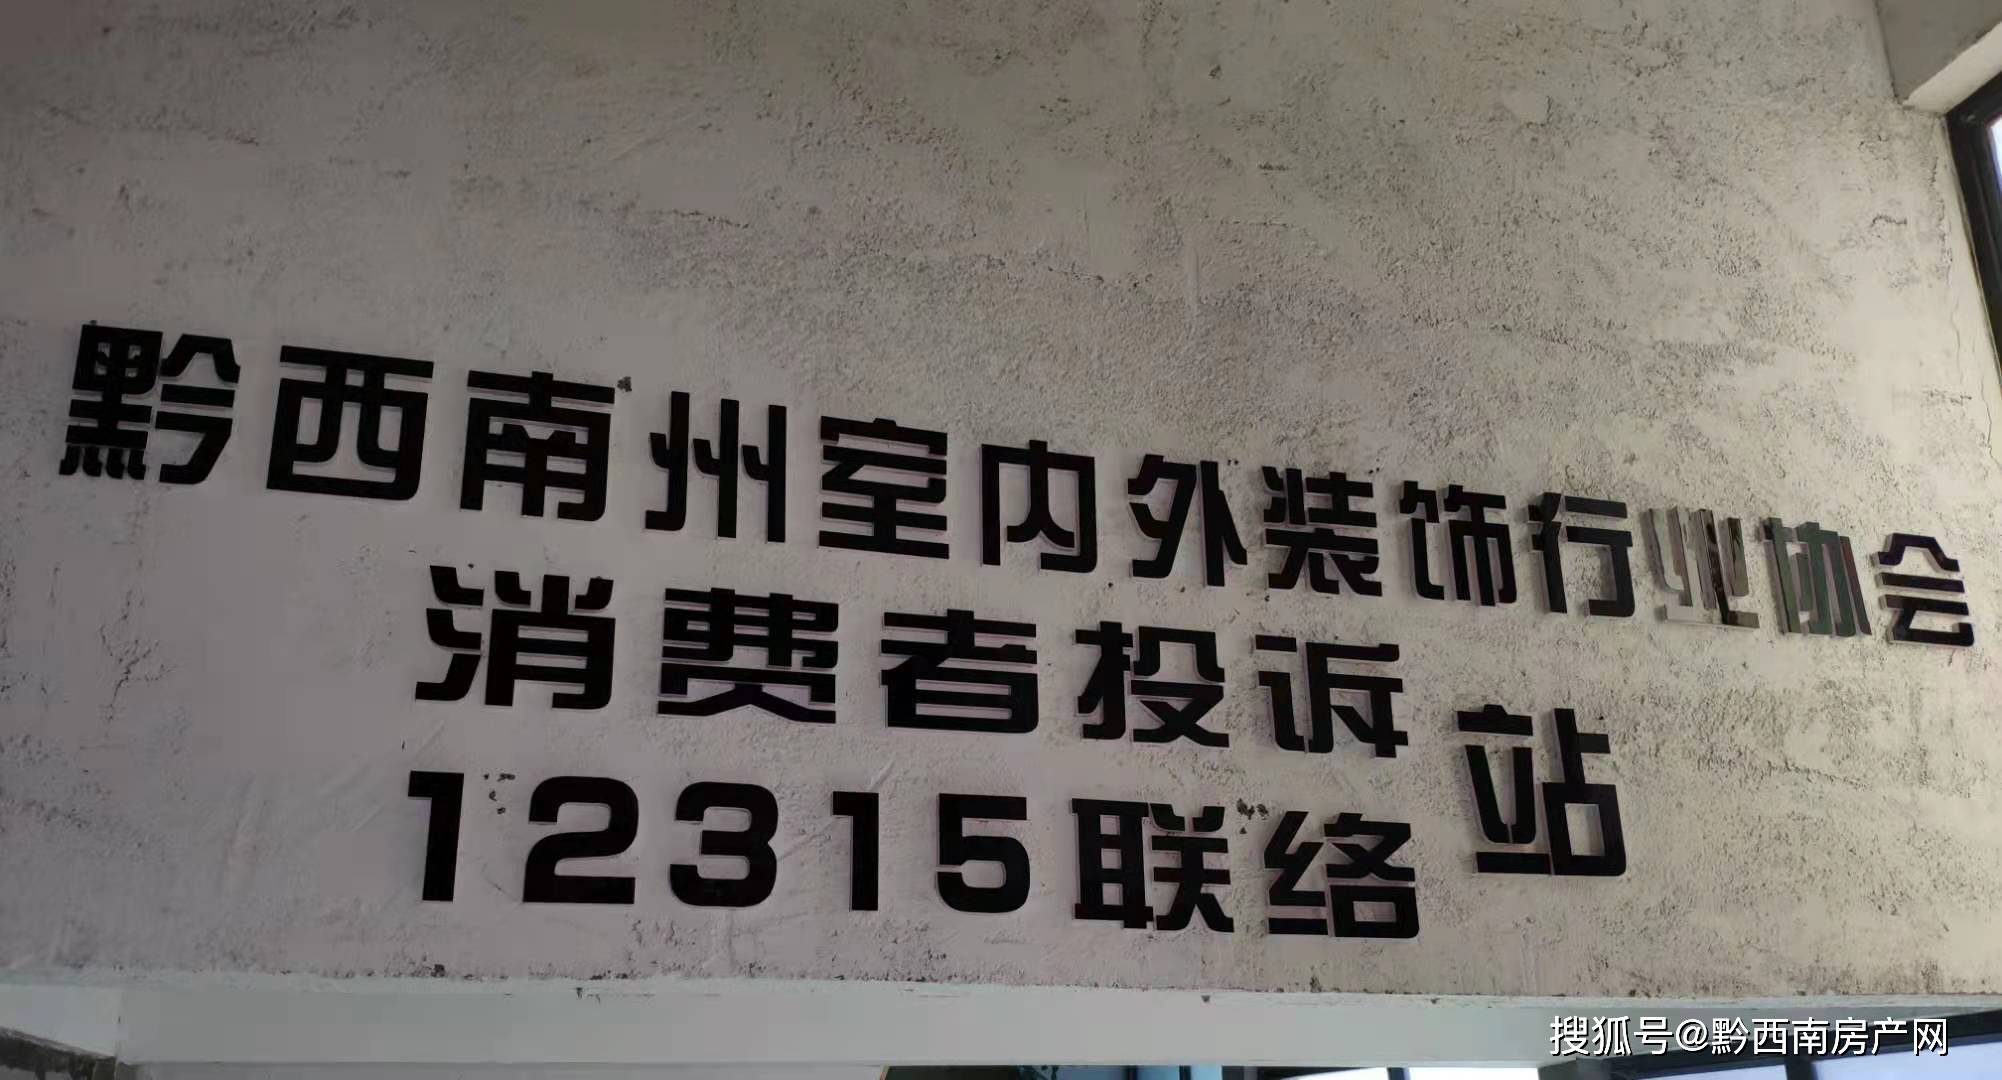 黔西南州室内外装饰行业协会
消费者投诉
12315联络
站
搜狐号@黔西南房产网